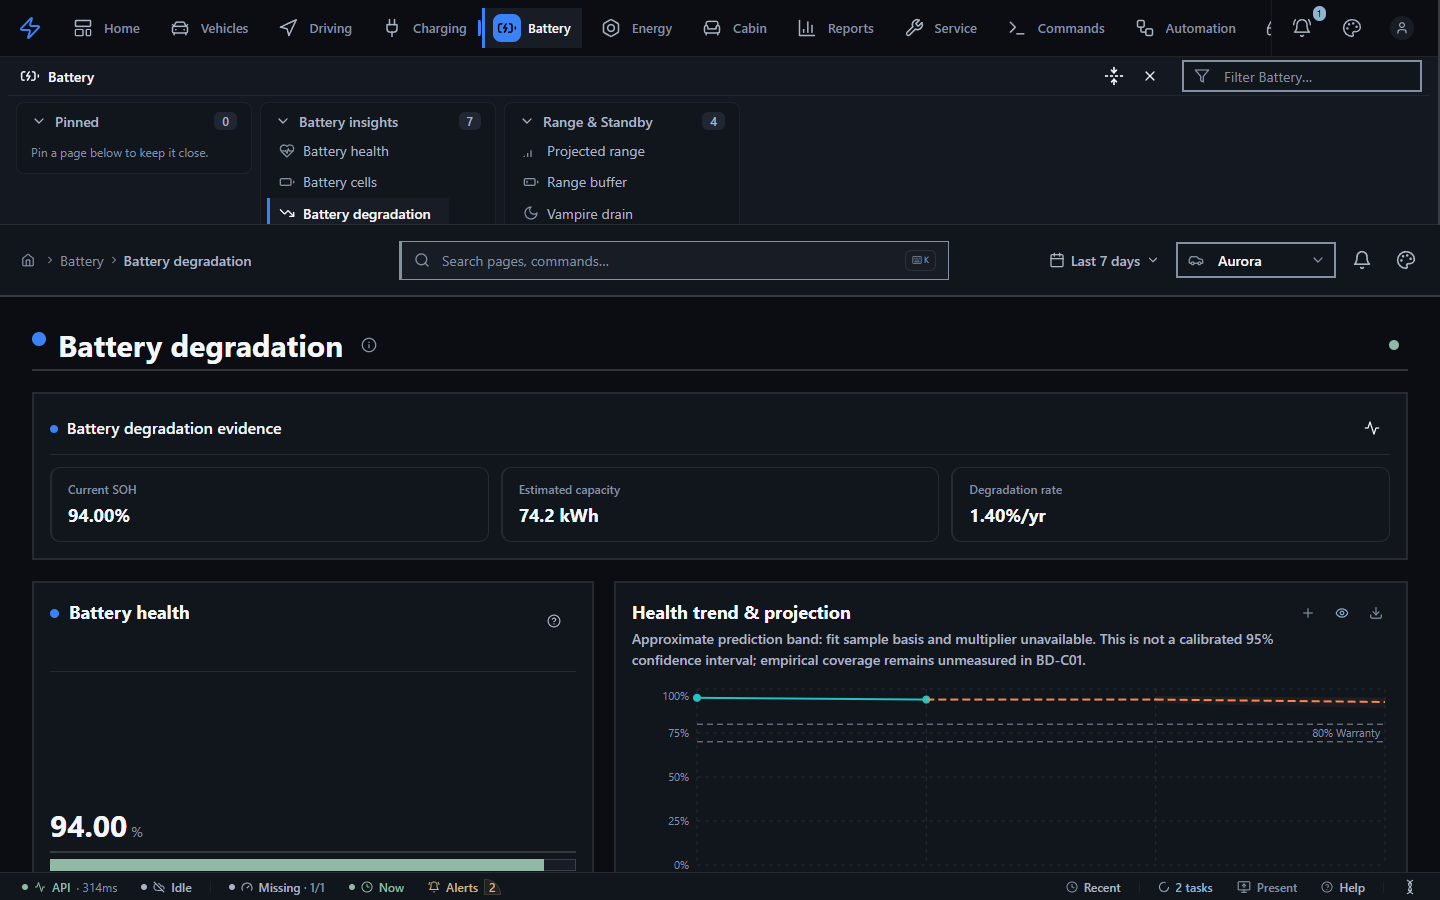 Home Vehicles Driving Charging Battery Energy Cabin Reports Service Commands Automation 1
Battery Filter Battery...
Pinned 0 Battery insights 7 Range & Standby 4
Pin a page below to keep it close. Battery health Projected range
Battery cells Range buffer
Battery degradation Vampire drain
Battery Battery degradation Search pages, commands... K Last 7 days Aurora
Battery degradation
Battery degradation evidence
Current SOH Estimated capacity Degradation rate
94.00% 74.2 kWh 1.40%/yr
Battery health
Health trend & projection
Approximate prediction band: fit sample basis and multiplier unavailable. This is not a calibrated 95%
confidence interval; empirical coverage remains unmeasured in BD-C01.
100%
75% 80% Warranty
50%
25%
0%
94.00 %
API · 314ms Idle Missing · 1/1 Now Alerts 2 Recent 2 tasks Present Help